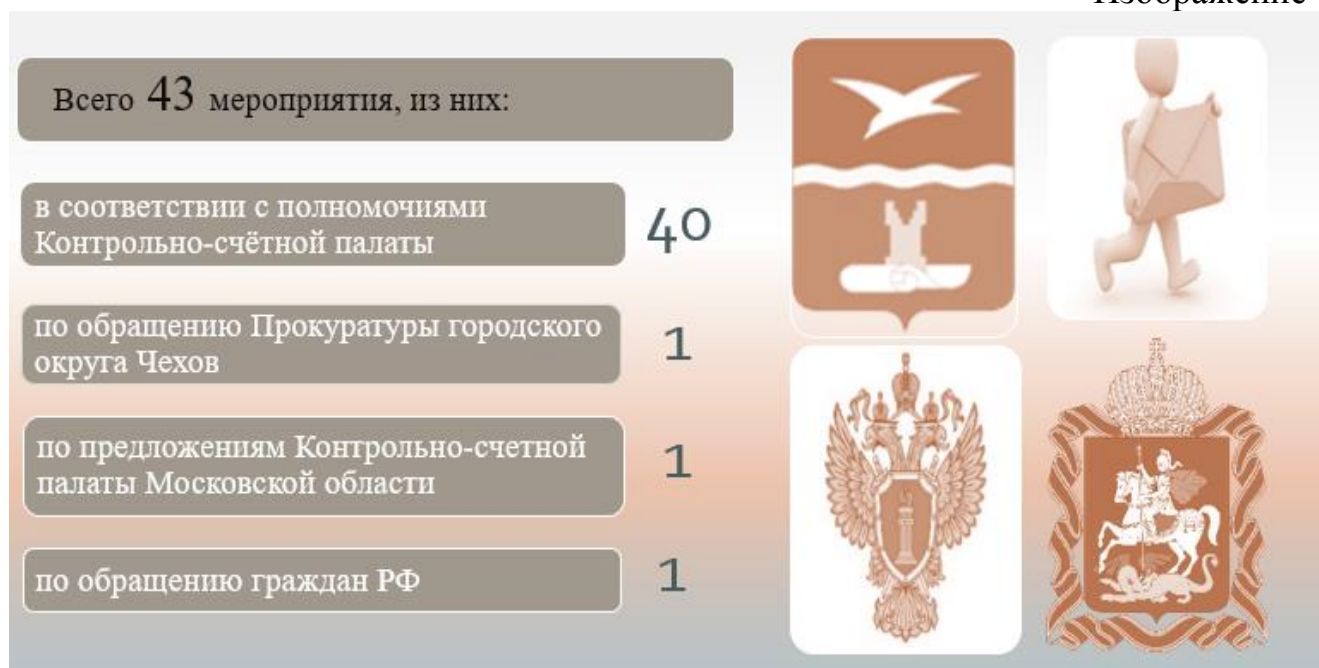 Всего 43 мероприятия, из них:
в соответствии с полномочиями
Контрольно-счётной палаты
40
по обращению Прокуратуры городского
округа Чехов
1
по предложениям Контрольно-счетной
палаты Московской области
1
по обращению граждан РФ
1